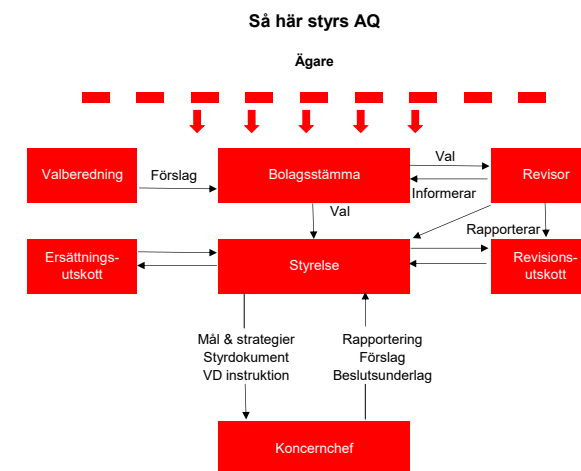 Så här styrs AQ
Ägare
Valberedning
Förslag
Bolagsstämma
Val
Informerar
Revisor
Val
Rapporterar
Ersättnings-
utskott
Styrelse
Revisions-
utskott
Mål & strategier
Styrdokument
VD instruktion
Rapportering
Förslag
Beslutsunderlag
Koncernchef